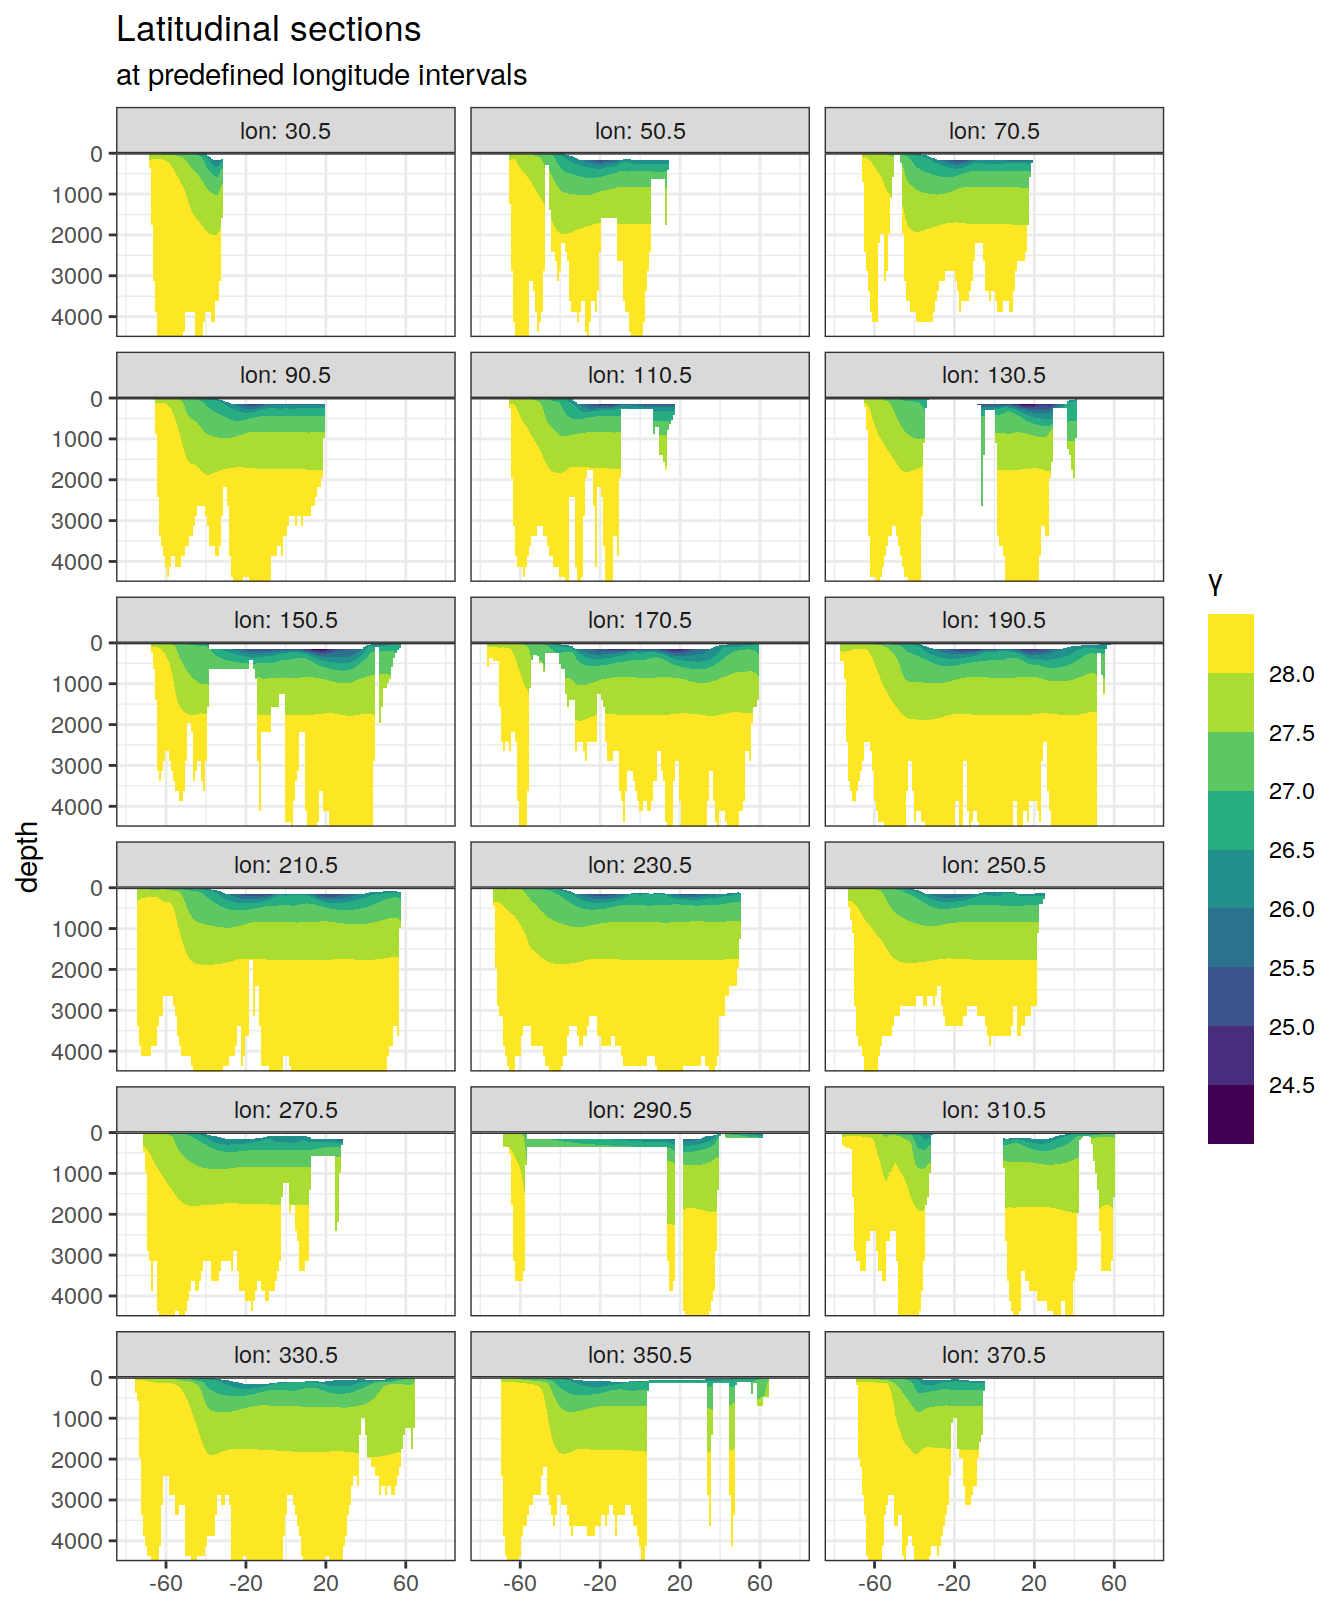 Latitudinal sections
at predefined longitude intervals
lon: 30.5
lon: 50.5
lon: 70.5
0
1000
2000
3000
4000
lon: 90.5
lon: 110.5
lon: 130.5
0
1000
2000
3000
4000
lon: 150.5
lon: 170.5
lon: 190.5
0
1000
2000
3000
4000
lon: 210.5
lon: 230.5
lon: 250.5
0
1000
2000
3000
4000
lon: 270.5
lon: 290.5
lon: 310.5
0
1000
2000
3000
4000
lon: 330.5
lon: 350.5
lon: 370.5
0
1000
2000
3000
4000
-60 -20 20 60
-60 -20 20 60
-60 -20 20 60
depth
γ
28.0
27.5
27.0
26.5
26.0
25.5
25.0
24.5